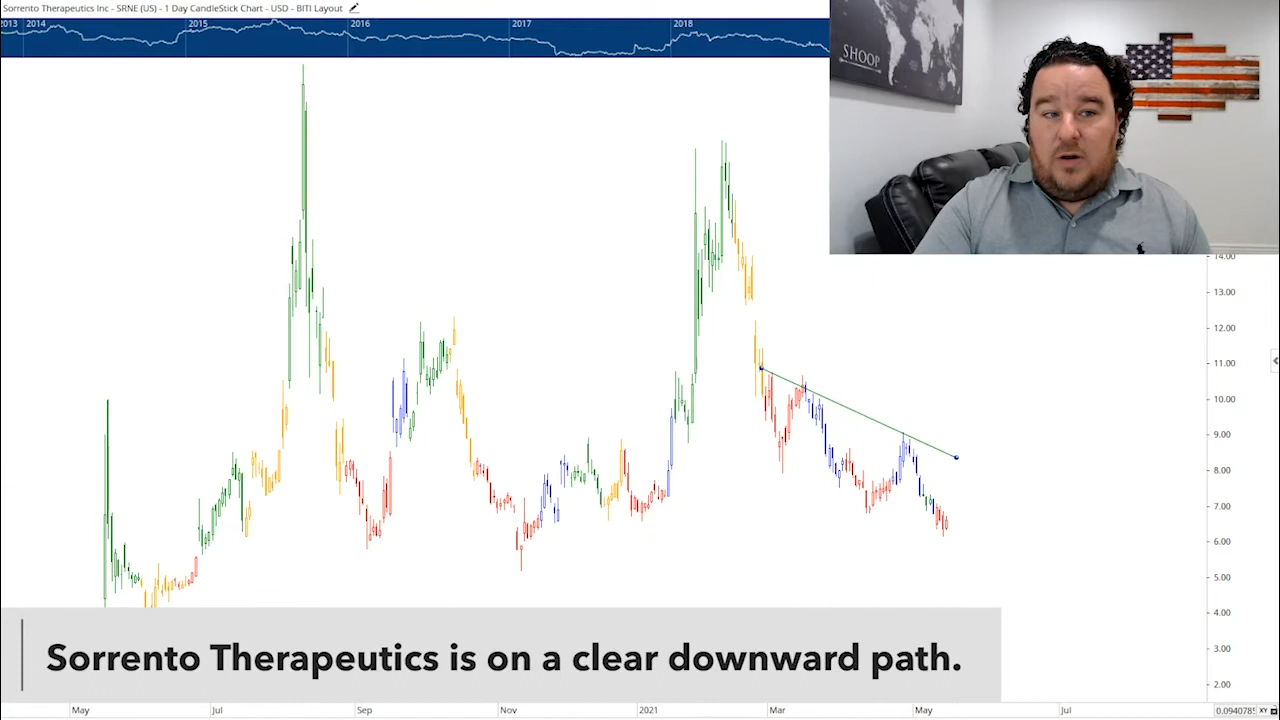 Sorrento Therapeutics Inc - SRNE (US) - 1 Day CandleStick Chart - USD - BITI Layout
2013 2014 2015 2016 2017 2018
SHOOP
14.00
13.00
12.00
11.00
10.00
9.00
8.00
7.00
6.00
5.00
4.00
3.00
2.00
Sorrento Therapeutics is on a clear downward path.
May Jul Sep Nov 2021 Mar May Jul
0.0940785 XY